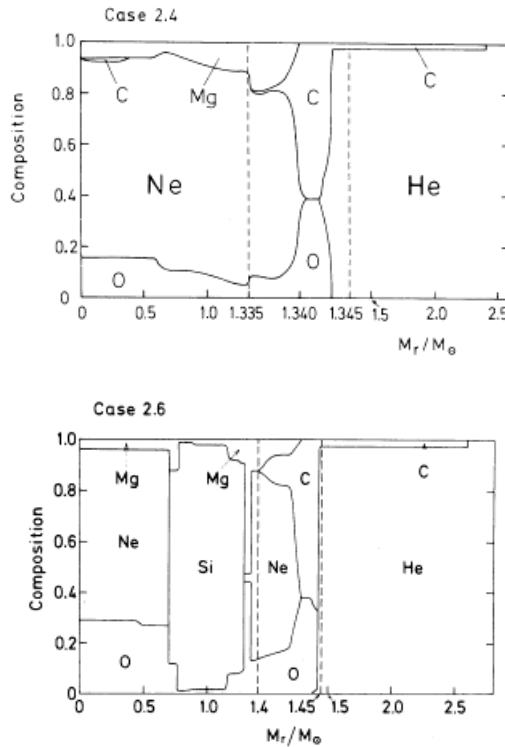 Case 2.4
1.0
C
Mg
C
C
0.8
Composition
0.6
Ne
He
0.4
0.2
O
O
0
0 0.5 1.0 1.335 1.340 1.345 1.5 2.0 2.5
Mr/M⊙
Case 2.6
1.0
Mg
Mg
C
C
0.8
Composition
0.6
Ne
Si
Ne
He
0.4
0.2
O
O
0
0 0.5 1.0 1.4 1.45 1.5 2.0 2.5
Mr/M⊙